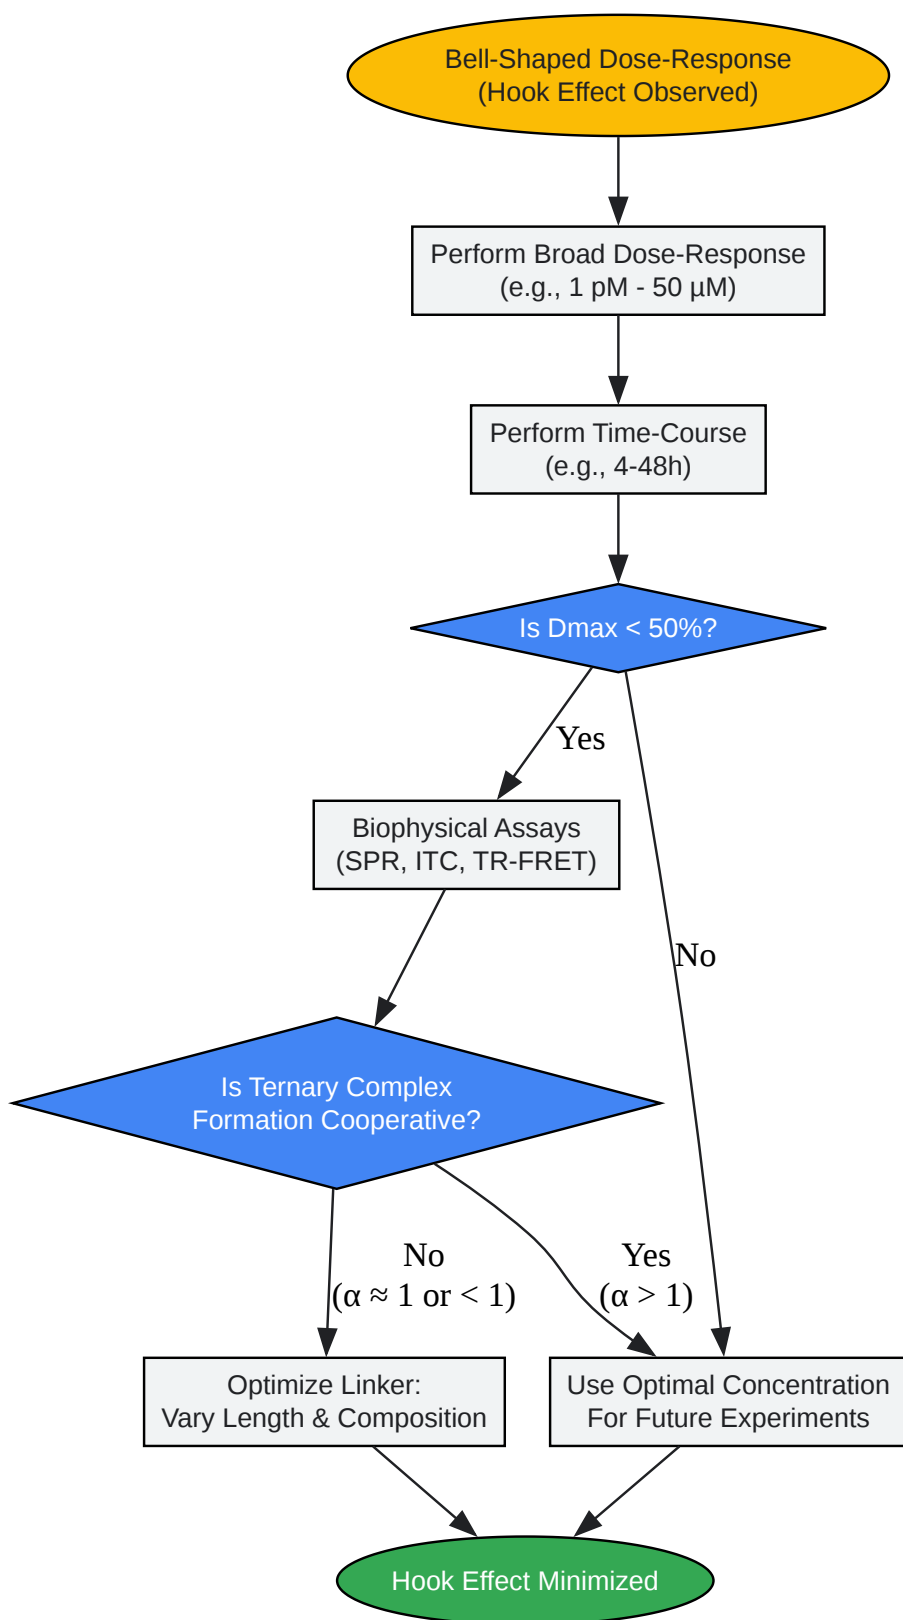 Bell-Shaped Dose-Response
(Hook Effect Observed)
Perform Broad Dose-Response
(e.g., 1 pM - 50 µM)
Perform Time-Course
(e.g., 4-48h)
Is Dmax < 50%?
Yes
Biophysical Assays
(SPR, ITC, TR-FRET)
No
Is Ternary Complex
Formation Cooperative?
No
(α ≈ 1 or < 1)
Yes
(α > 1)
Optimize Linker:
Vary Length & Composition
Use Optimal Concentration
For Future Experiments
Hook Effect Minimized